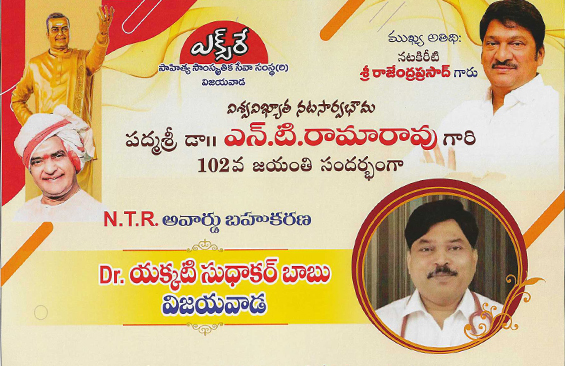 ఎక్స్‌రే
సాహిత్య సాంస్కృతిక సేవా సంస్థ(రి)
విజయవాడ
ముఖ్య అతిథి:
నటకిరీటి
శ్రీ రాజేంద్రప్రసాద్ గారు
విశ్వవిఖ్యాత నటసార్వభౌమ
పద్మశ్రీ డా॥ ఎన్.టి.రామారావు గారి
102వ జయంతి సందర్భంగా
N.T.R. అవార్డు బహుకరణ
Dr. యక్కటి సుధాకర్ బాబు
విజయవాడ